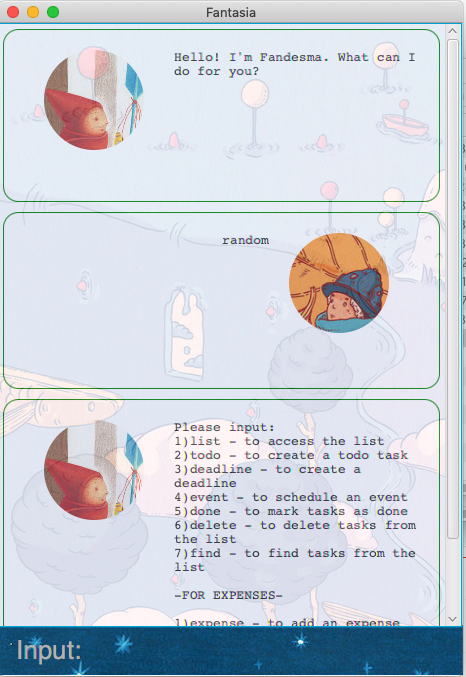 Fantasia
Hello! I'm Fandesma. What can I
do for you?
random
Please input:
1)list - to access the list
2)todo - to create a todo task
3)deadline - to create a
deadline
4)event - to schedule an event
5)done - to mark tasks as done
6)delete - to delete tasks from
the list
7)find - to find tasks from the
list
-FOR EXPENSES-
1)expense - to add an expense
Input: